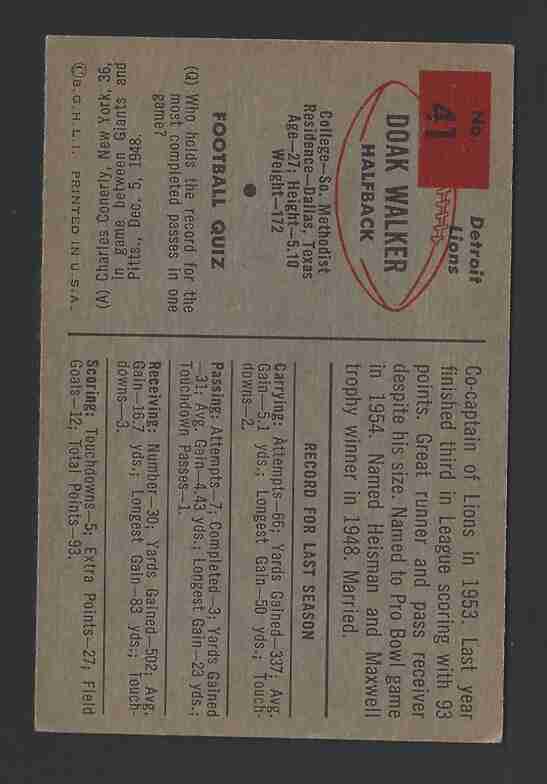 No.
41
Detroit
Lions
DOAK WALKER
HALFBACK
College—So. Methodist
Residence—Dallas, Texas
Age—27; Height—5.10
Weight—172
FOOTBALL QUIZ
(Q) Who holds the record for the
most completed passes in one
game?
(A) Charles Conerly, New York, 36,
in game between Giants and
Pitts., Dec. 5, 1948.
©B.G.H.L.I. PRINTED IN U.S.A.
Co-captain of Lions in 1953. Last year
finished third in League scoring with 93
points. Great runner and pass receiver
despite his size. Named to Pro Bowl game
in 1954. Named Heisman and Maxwell
trophy winner in 1948. Married.
RECORD FOR LAST SEASON
Carrying: Attempts—66; Yards Gained—337; Avg.
Gain—5.1 yds.; Longest Gain—50 yds.; Touch-
downs—2.
Passing: Attempts—7; Completed—3; Yards Gained
—31; Avg. Gain—4.43 yds.; Longest Gain—23 yds.;
Touchdown Passes—1.
Receiving: Number—30; Yards Gained—502; Avg.
Gain—16.7 yds.; Longest Gain—83 yds.; Touch-
downs—3.
Scoring: Touchdowns—5; Extra Points—27; Field
Goals—12; Total Points—93.